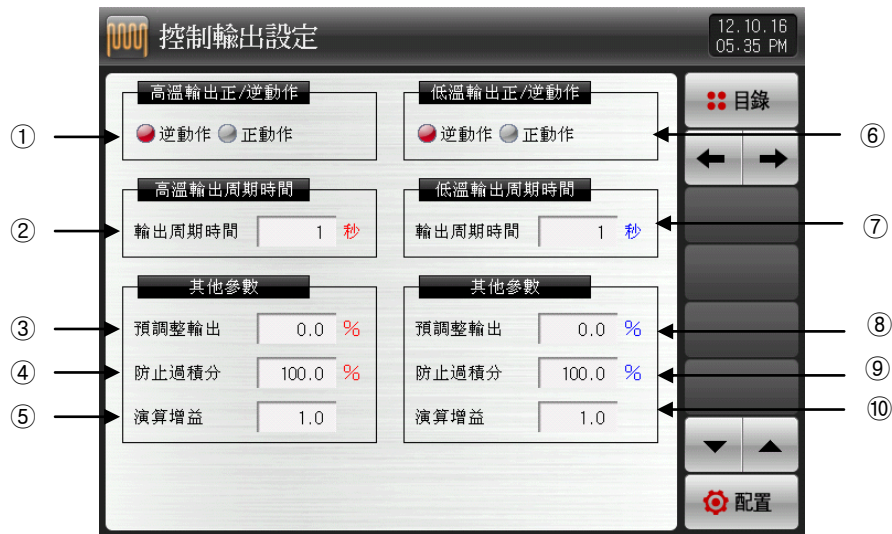 控制輸出設定
12.10.16
05:35 PM
高溫輸出正/逆動作
逆動作 正動作
①
低溫輸出正/逆動作
逆動作 正動作
⑥
高溫輸出周期時間
② 輸出周期時間 1 秒
低溫輸出周期時間
輸出周期時間 1 秒 ⑦
其他參數
③ 預調整輸出 0.0 %
④ 防止過積分 100.0 %
⑤ 演算增益 1.0
其他參數
預調整輸出 0.0 % ⑧
防止過積分 100.0 % ⑨
演算增益 1.0 ⑩
目錄
配置